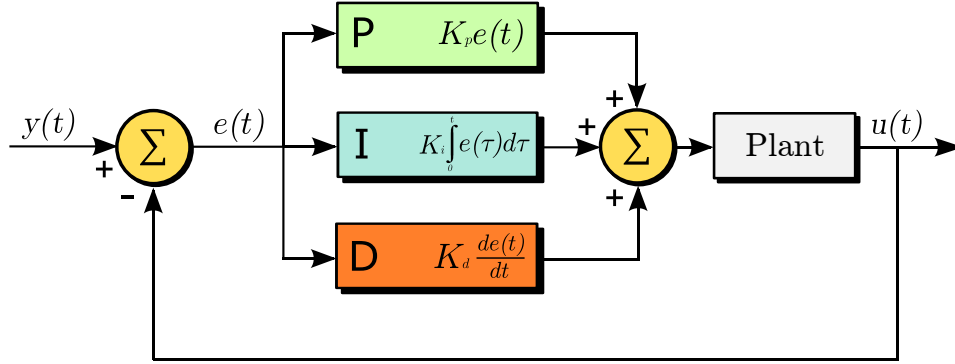 P K_p e(t)
y(t)
+
-
Σ
e(t)
I K_i ∫_0^t e(τ)dτ
D K_d de(t)/dt
+
+
+
Σ
Plant
u(t)